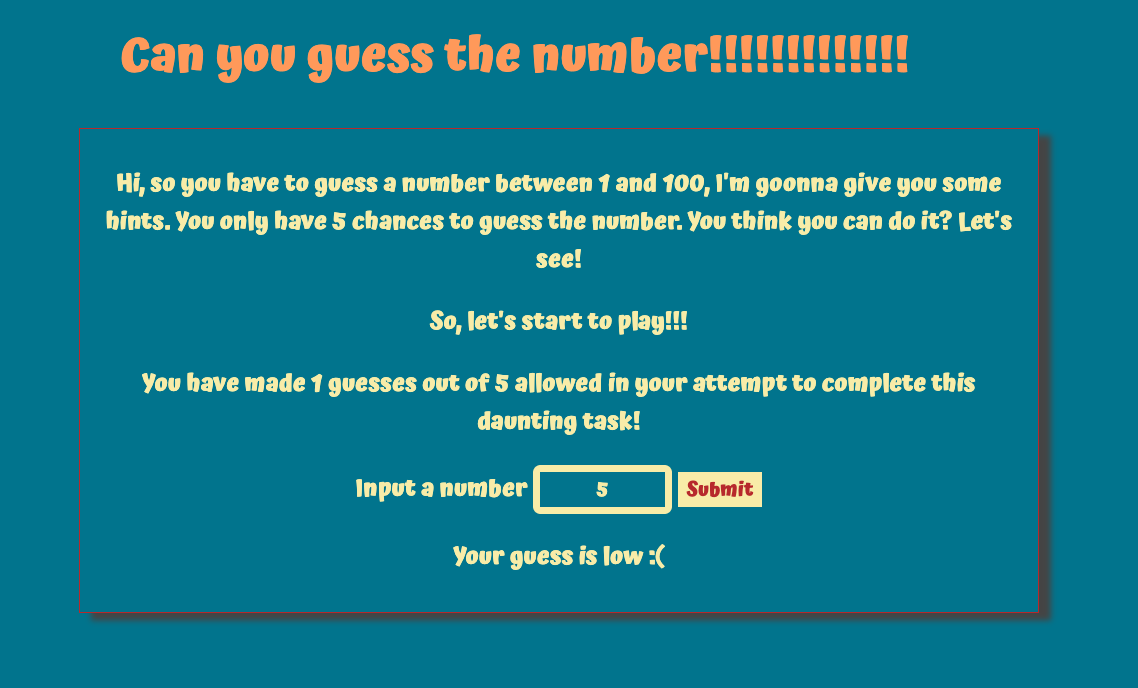 Can you guess the number!!!!!!!!!!!!!
Hi, so you have to guess a number between 1 and 100, I'm goonna give you some
hints. You only have 5 chances to guess the number. You think you can do it? Let's
see!
So, let's start to play!!!
You have made 1 guesses out of 5 allowed in your attempt to complete this
daunting task!
Input a number 5 Submit
Your guess is low :(